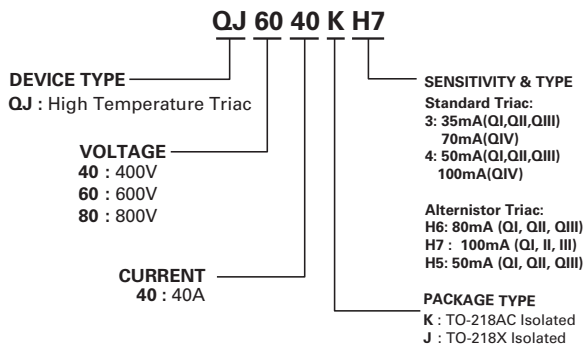 QJ 60 40 K H7
DEVICE TYPE
QJ : High Temperature Triac
VOLTAGE
40 : 400V
60 : 600V
80 : 800V
CURRENT
40 : 40A
SENSITIVITY & TYPE
Standard Triac:
3: 35mA(QI,QII,QIII)
70mA(QIV)
4: 50mA(QI,QII,QIII)
100mA(QIV)
Alternistor Triac:
H6: 80mA (QI, QII, QIII)
H7 : 100mA (QI, II, III)
H5: 50mA (QI, QII, QIII)
PACKAGE TYPE
K : TO-218AC Isolated
J : TO-218X Isolated